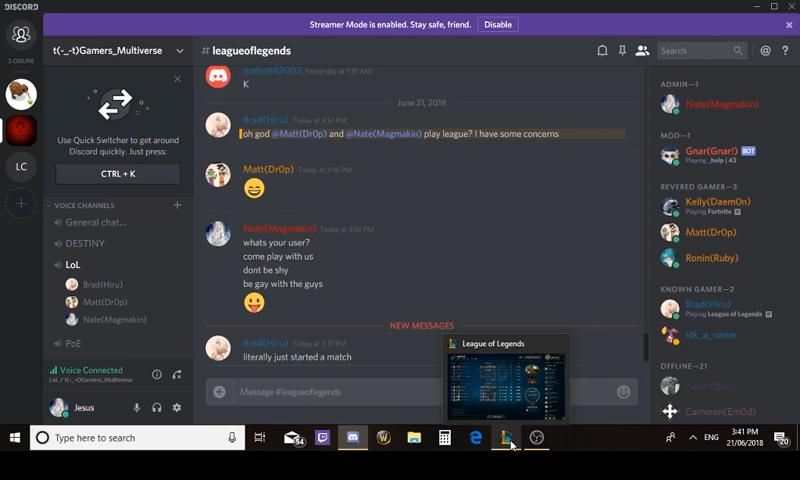 DISCORD
Streamer Mode is enabled. Stay safe, friend.
Disable
5 ONLINE
LC
t(-_-t)Gamers_Multiverse
Use Quick Switcher to get around
Discord quickly. Just press:
CTRL + K
VOICE CHANNELS
General chat...
DESTINY
LoL
Brad(Hiru)
Matt(Dr0p)
Nate(Magmakin)
PoE
Voice Connected
LoL / t(-_-t)Gamers_Multiverse
Jesus
# leagueoflegends
Search
matin662003 Yesterday at 1:19 AM
K
June 21, 2018
Brad(Hiru) Today at 3:14 PM
oh god @Matt(Dr0p) and @Nate(Magmakin) play league? I have some concerns
Matt(Dr0p) Today at 3:16 PM
Nate(Magmakin) Today at 3:16 PM
whats your user?
come play with us
dont be shy
be gay with the guys
NEW MESSAGES
Brad(Hiru) Today at 3:17 PM
literally just started a match
Message #leagueoflegends
League of Legends
ADMIN—1
Nate(Magmakin)
MOD—1
Gnar(Gnar!) BOT
Playing _help | 43
REVERED GAMER—3
Kelly(Daem0n)
Playing Fortnite
Matt(Dr0p)
Ronin(Ruby)
KNOWN GAMER—2
Brad(Hiru)
Playing League of Legends
Idk_a_name
OFFLINE—21
Cameron(Em0d)
Type here to search
54
ENG
3:41 PM
21/06/2018
20